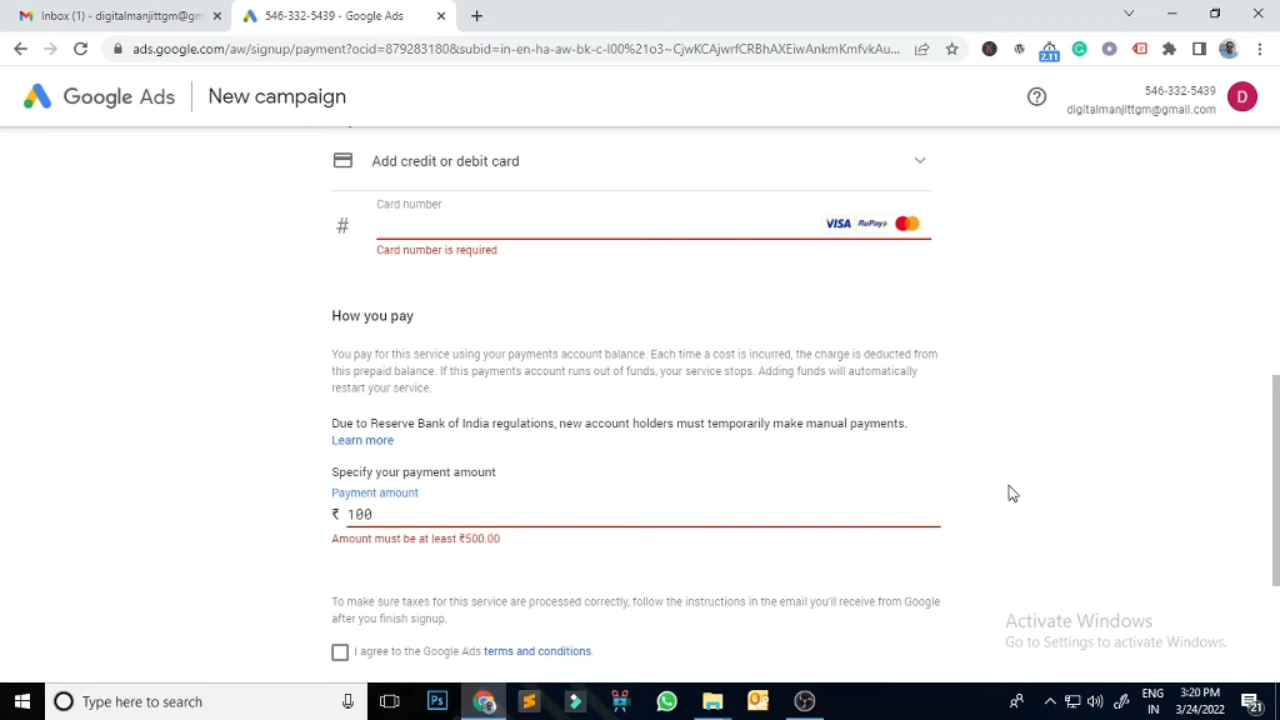 Inbox (1) - digitalmanjittgm@gm
546-332-5439 - Google Ads
ads.google.com/aw/signup/payment?ocid=879283180&subid=in-en-ha-aw-bk-c-l00%21o3~CjwKCAjwrfCRBhAXEiwAnkmKmfvkAu...
2.11
Google Ads
New campaign
546-332-5439
digitalmanjittgm@gmail.com
D
Add credit or debit card
Card number
#
VISA RuPay
Card number is required
How you pay
You pay for this service using your payments account balance. Each time a cost is incurred, the charge is deducted from
this prepaid balance. If this payments account runs out of funds, your service stops. Adding funds will automatically
restart your service.
Due to Reserve Bank of India regulations, new account holders must temporarily make manual payments.
Learn more
Specify your payment amount
Payment amount
₹ 100
Amount must be at least ₹500.00
To make sure taxes for this service are processed correctly, follow the instructions in the email you'll receive from Google
after you finish signup.
I agree to the Google Ads terms and conditions.
Activate Windows
Go to Settings to activate Windows.
Type here to search
Ps
ENG
IN
3:20 PM
3/24/2022
21